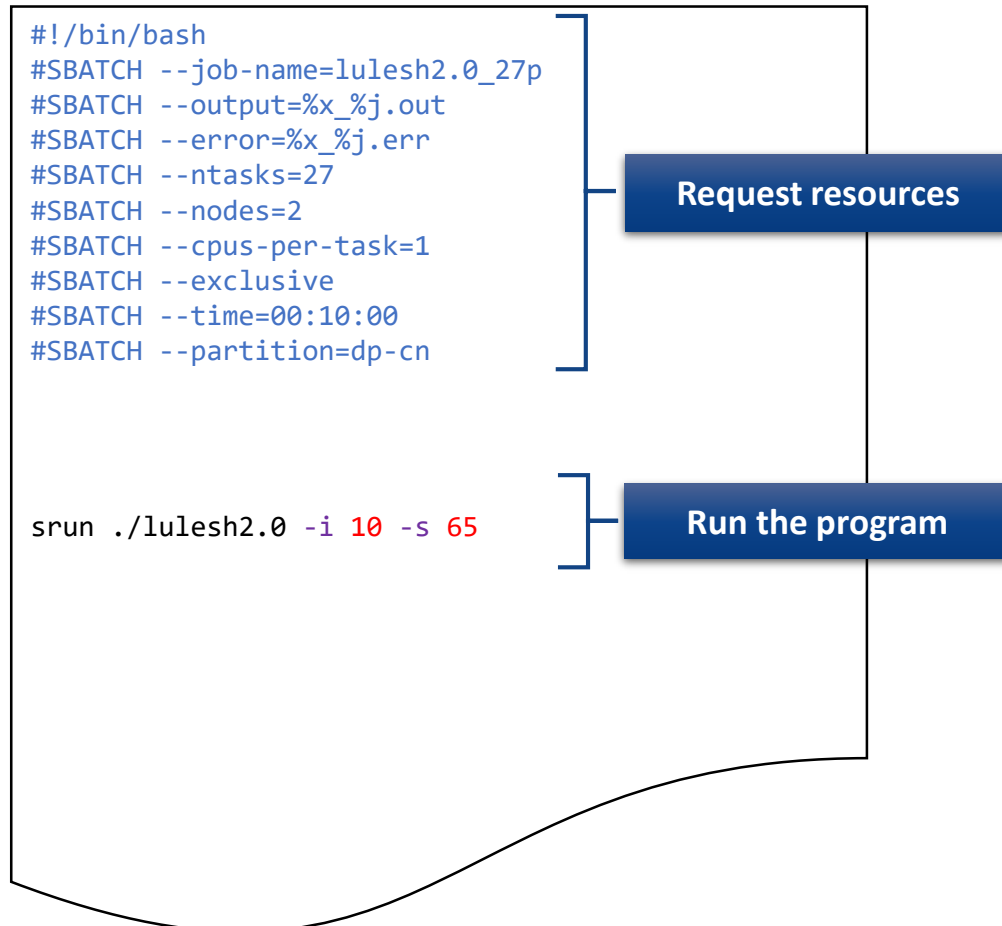 #!/bin/bash
#SBATCH --job-name=lulesh2.0_27p
#SBATCH --output=%x_%j.out
#SBATCH --error=%x_%j.err
#SBATCH --ntasks=27
#SBATCH --nodes=2
#SBATCH --cpus-per-task=1
#SBATCH --exclusive
#SBATCH --time=00:10:00
#SBATCH --partition=dp-cn
Request resources
srun ./lulesh2.0 -i 10 -s 65
Run the program